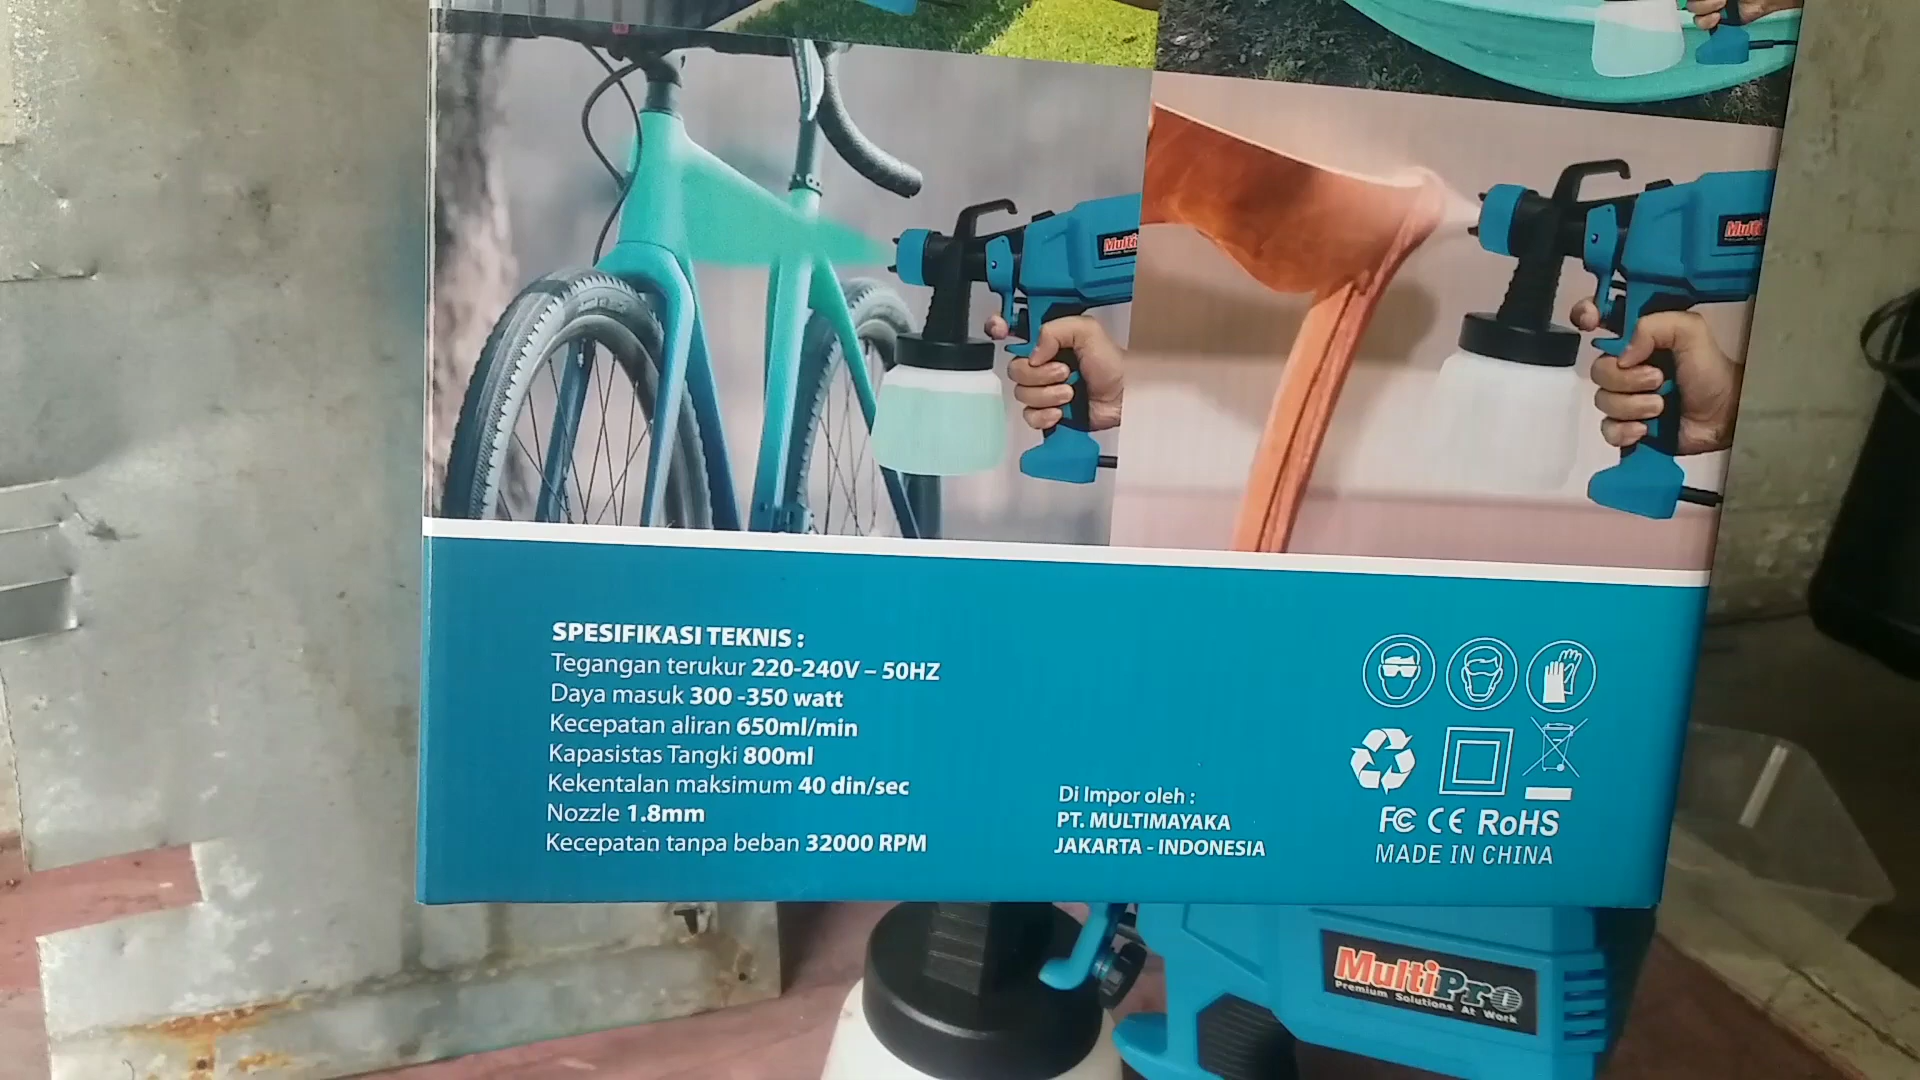 Multi
Multi
SPESIFIKASI TEKNIS :
Tegangan terukur 220-240V – 50HZ
Daya masuk 300 -350 watt
Kecepatan aliran 650ml/min
Kapasistas Tangki 800ml
Kekentalan maksimum 40 din/sec
Nozzle 1.8mm
Kecepatan tanpa beban 32000 RPM
Di Impor oleh :
PT. MULTIMAYAKA
JAKARTA - INDONESIA
FC CE RoHS
MADE IN CHINA
MultiPro
Premium Solutions At Work